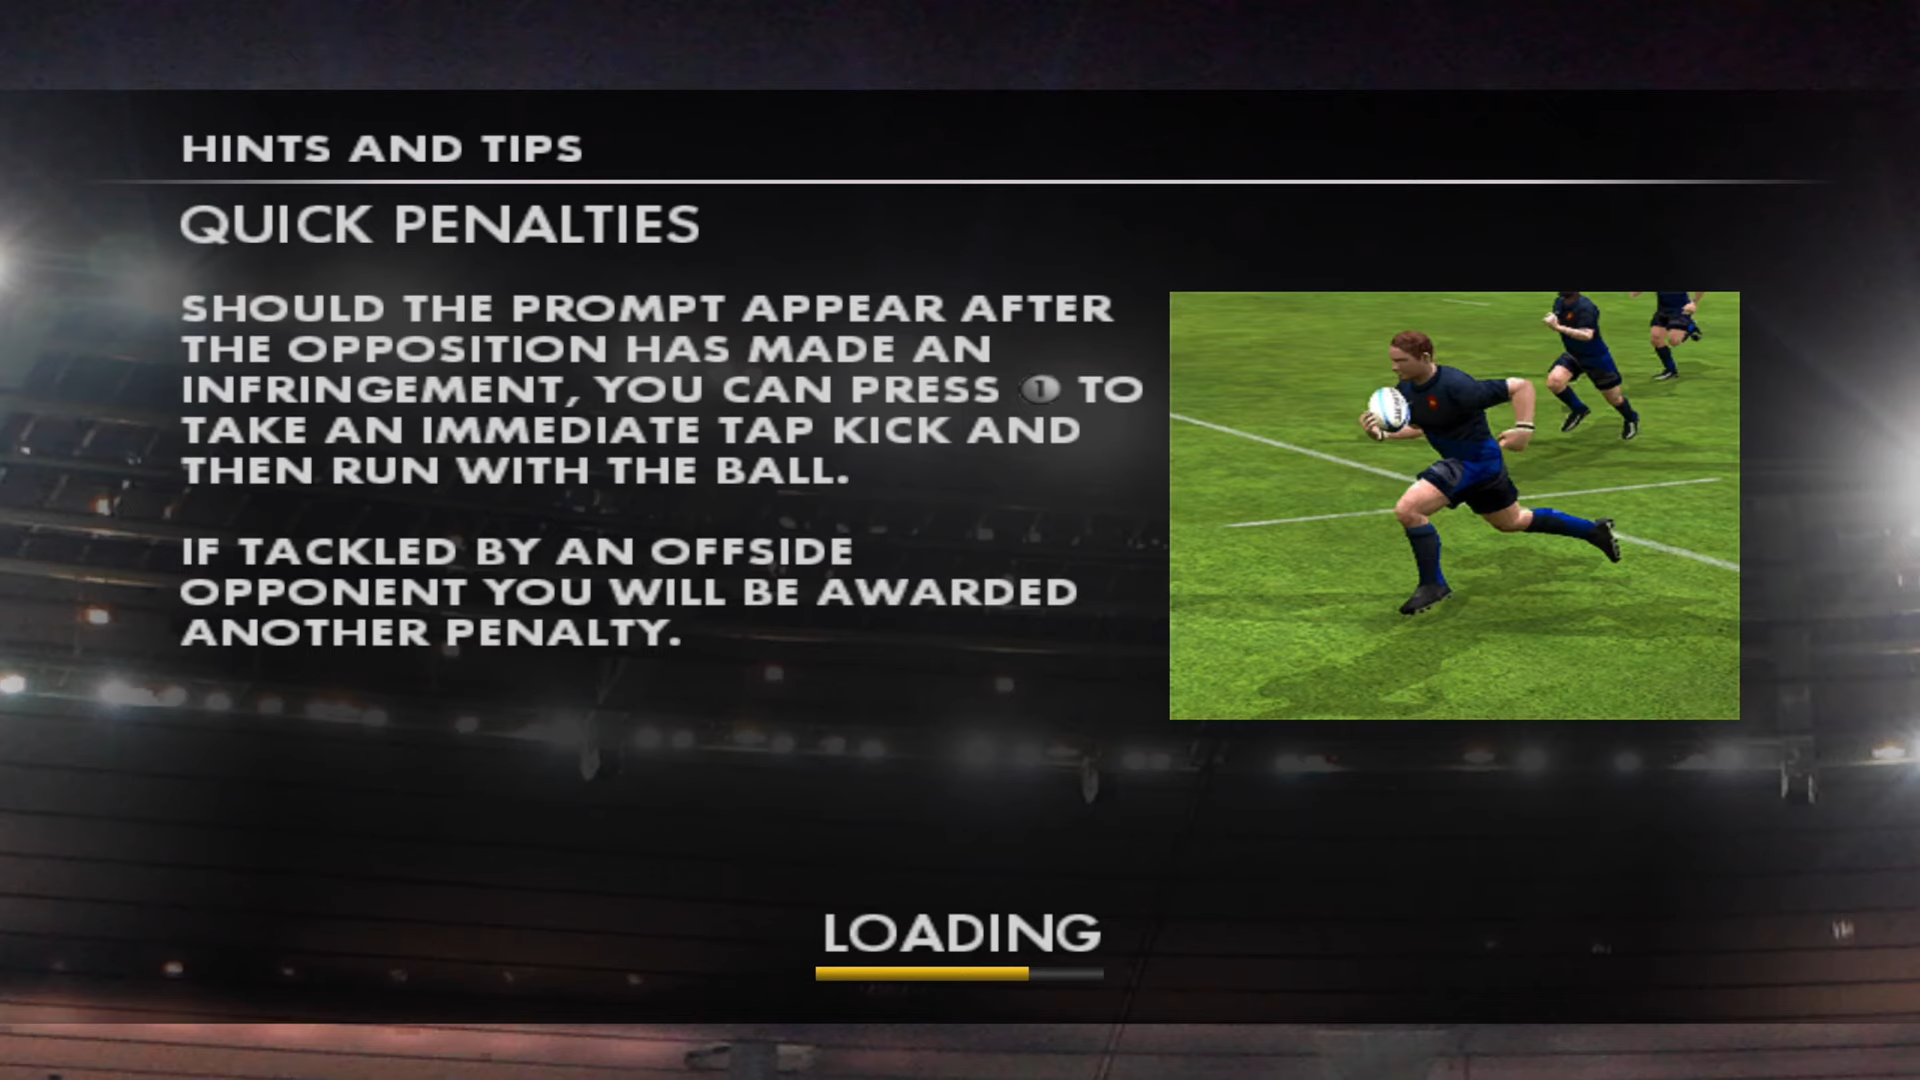 HINTS AND TIPS
QUICK PENALTIES
SHOULD THE PROMPT APPEAR AFTER
THE OPPOSITION HAS MADE AN
INFRINGEMENT, YOU CAN PRESS 1 TO
TAKE AN IMMEDIATE TAP KICK AND
THEN RUN WITH THE BALL.
IF TACKLED BY AN OFFSIDE
OPPONENT YOU WILL BE AWARDED
ANOTHER PENALTY.
LOADING